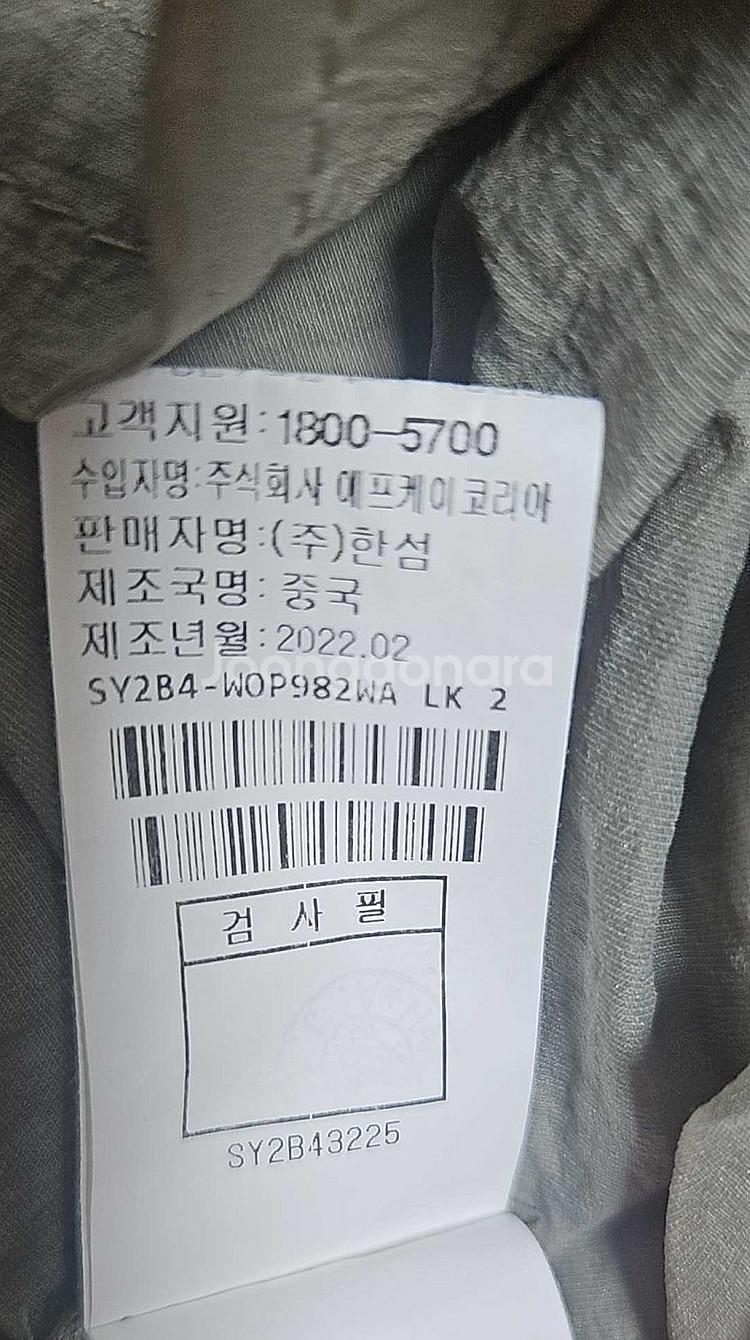 고객지원:1800-5700
수입자명:주식회사 에프케이코리아
판매자명:(주)한섬
제조국명: 중국
제조년월:2022.02
Joonggonara
SY2B4-WOP982WA LK 2
검 사 필
SY2B43225